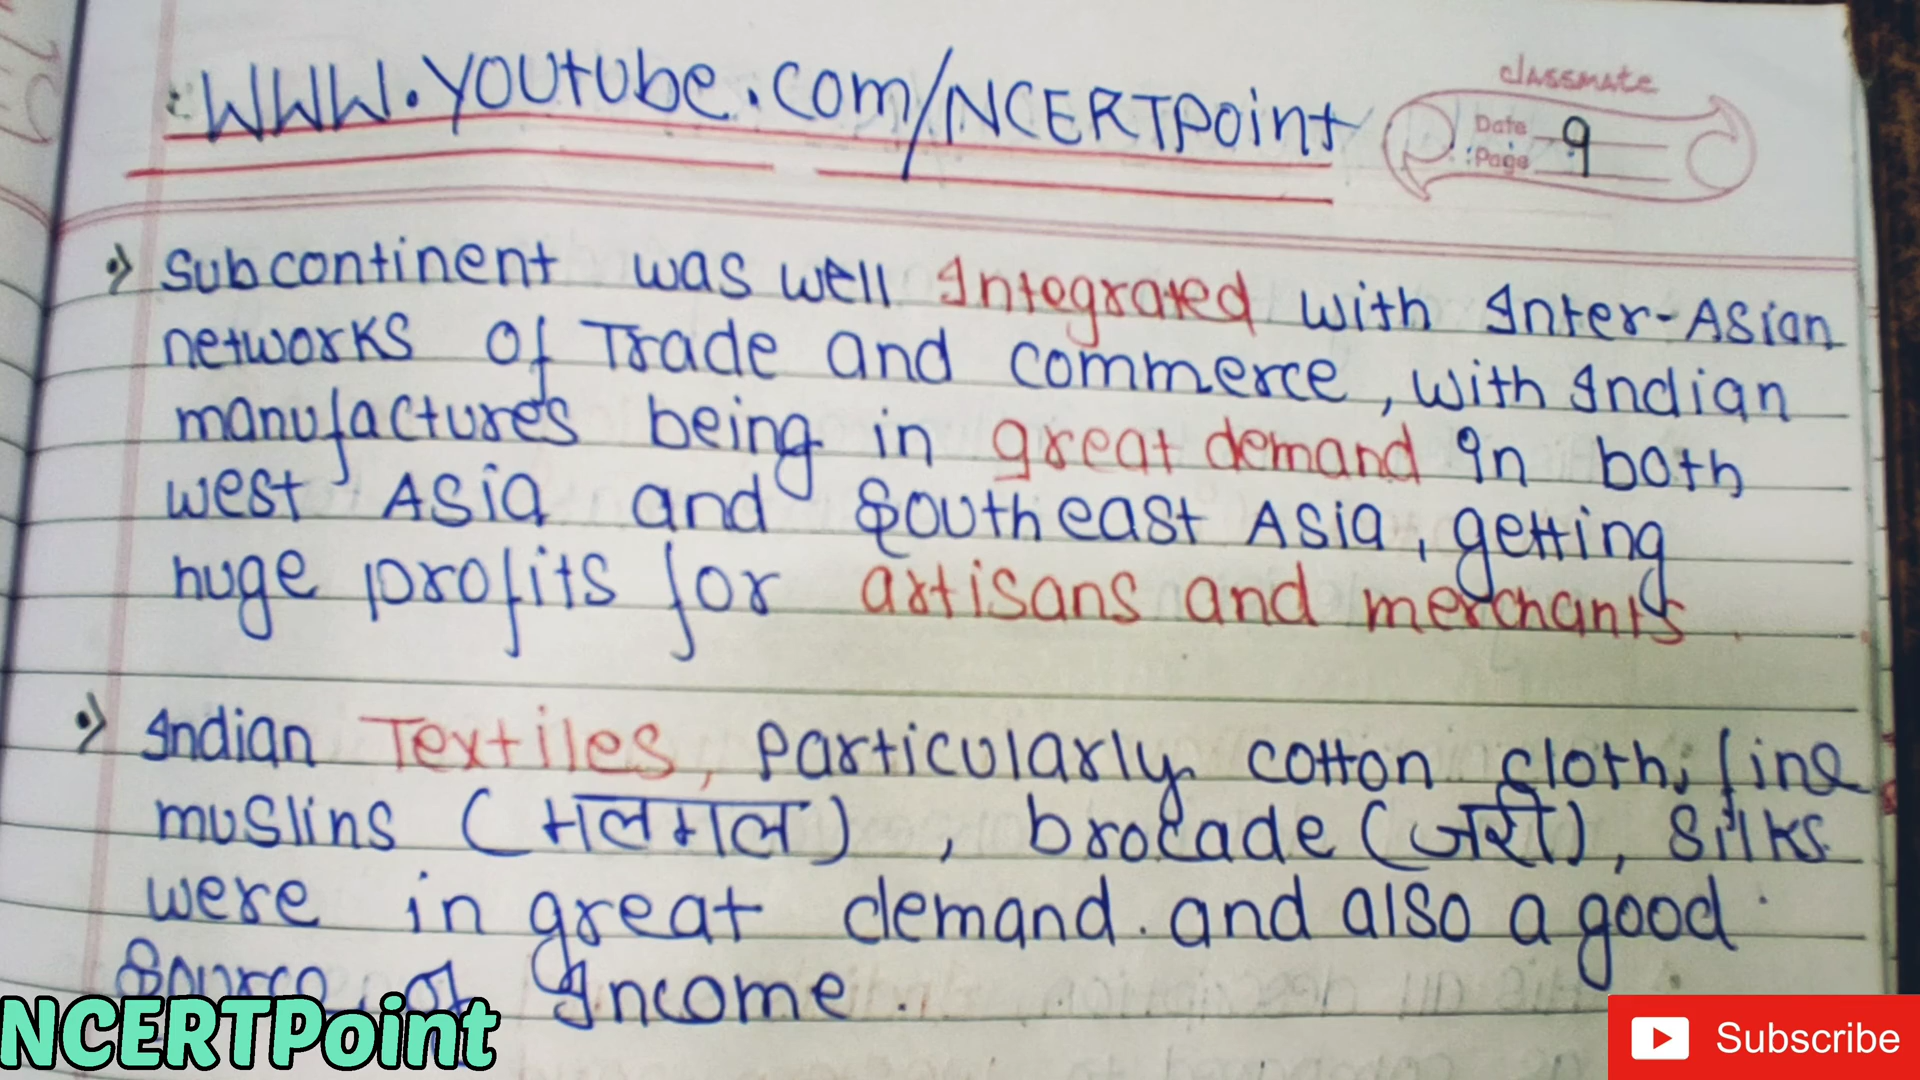 www.youtube.com/NCERTPoint
classmate
Date
Page
9
Subcontinent was well Integrated with Inter-Asian
networks of Trade and commerce, with Indian
manufactures being in great demand in both
west Asia and Southeast Asia, getting
huge profits for artisans and merchants.
Indian Textiles, Particularly cotton cloth, fine
muslins (मलमल), brocade (जरी), silks
were in great demand. and also a good
Source of Income.
NCERTPoint
Subscribe